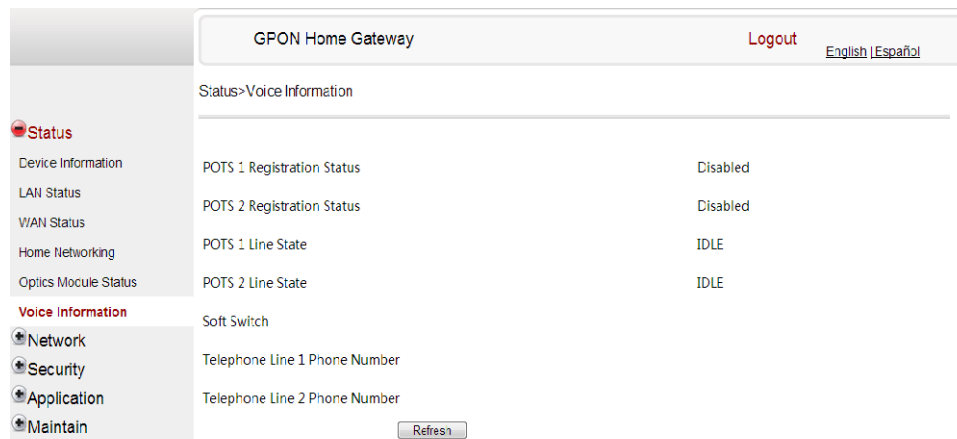 GPON Home Gateway
Logout
English | Español
Status>Voice Information
Status
Device Information
LAN Status
WAN Status
Home Networking
Optics Mocule Status
Voice Information
Network
Security
Application
Maintain
POTS 1 Registration Status Disabled
POTS 2 Registration Status Disabled
POTS 1 Line State IDLE
POTS 2 Line State IDLE
Soft Switch
Telephone Line 1 Phone Number
Telephone Line 2 Phone Number
Refresh